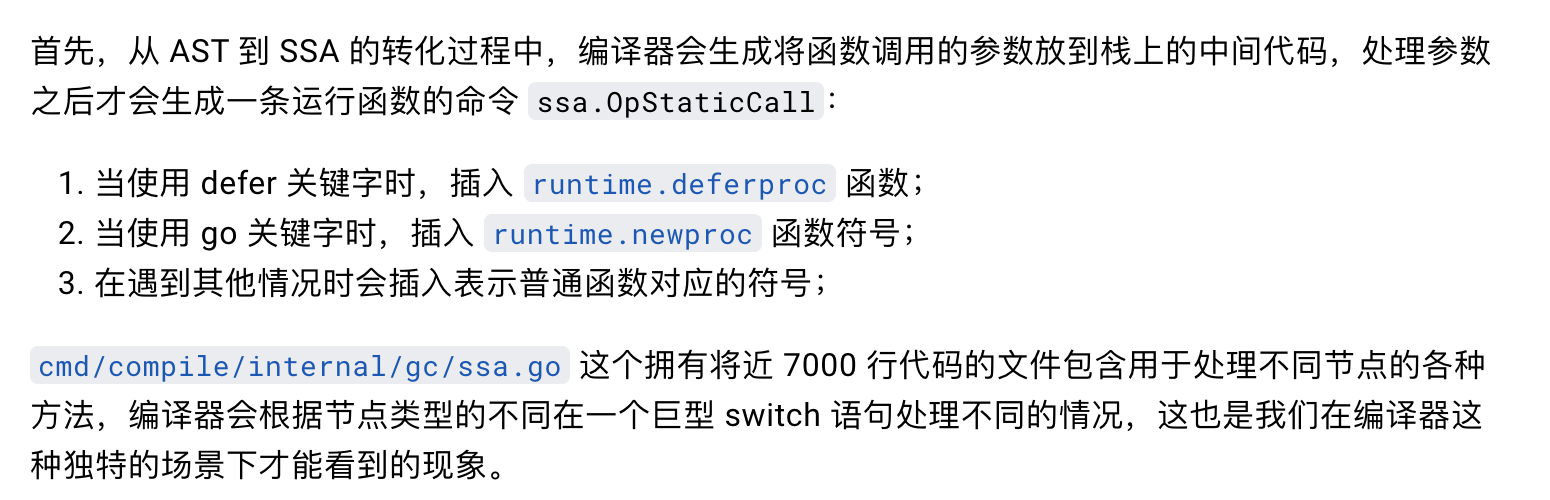 首先，从 AST 到 SSA 的转化过程中，编译器会生成将函数调用的参数放到栈上的中间代码，处理参数
之后才会生成一条运行函数的命令 ssa.OpStaticCall：
1. 当使用 defer 关键字时，插入 runtime.deferproc 函数；
2. 当使用 go 关键字时，插入 runtime.newproc 函数符号；
3. 在遇到其他情况时会插入表示普通函数对应的符号；
cmd/compile/internal/gc/ssa.go 这个拥有将近 7000 行代码的文件包含用于处理不同节点的各种
方法，编译器会根据节点类型的不同在一个巨型 switch 语句处理不同的情况，这也是我们在编译器这
种独特的场景下才能看到的现象。